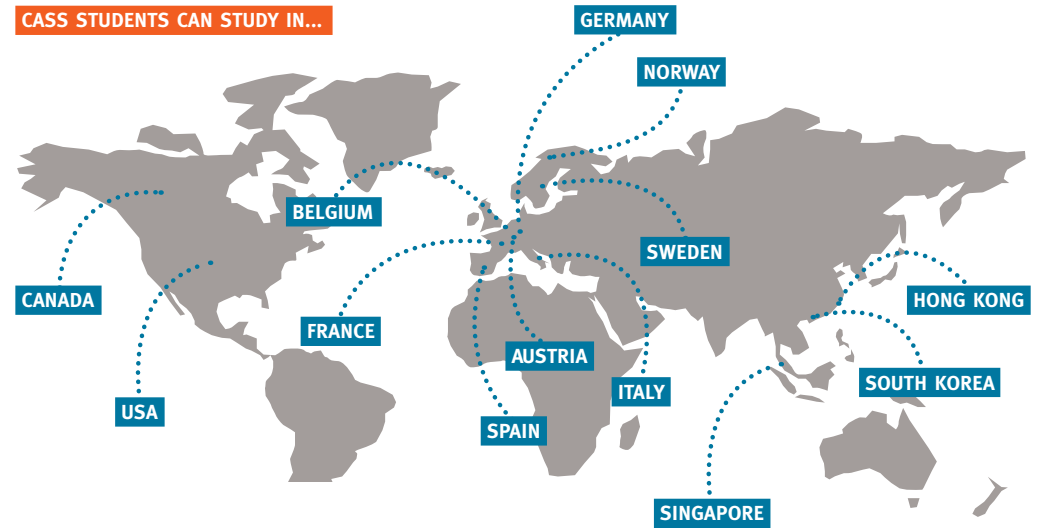 CASS STUDENTS CAN STUDY IN...
GERMANY
NORWAY
BELGIUM
SWEDEN
CANADA
HONG KONG
FRANCE
AUSTRIA
SOUTH KOREA
ITALY
USA
SPAIN
SINGAPORE